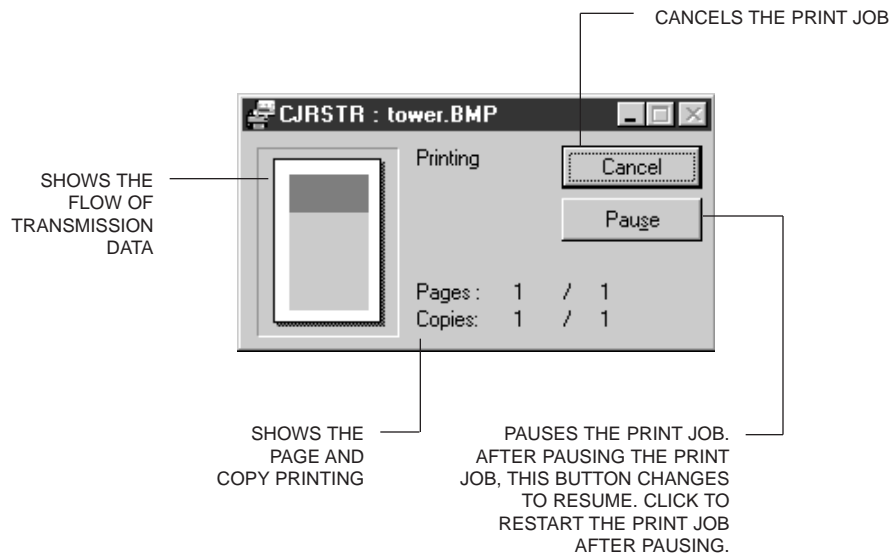 CANCELS THE PRINT JOB
CJRSTR : tower.BMP
Printing
Cancel
SHOWS THE
FLOW OF
TRANSMISSION
DATA
Pause
Pages : 1 / 1
Copies: 1 / 1
SHOWS THE
PAGE AND
COPY PRINTING
PAUSES THE PRINT JOB.
AFTER PAUSING THE PRINT
JOB, THIS BUTTON CHANGES
TO RESUME. CLICK TO
RESTART THE PRINT JOB
AFTER PAUSING.